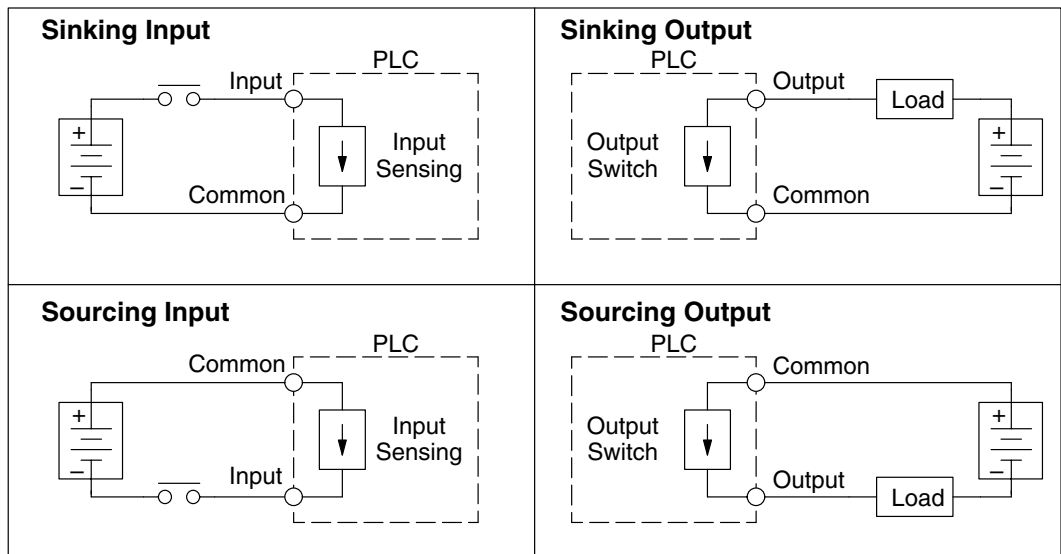 Sinking Input
PLC
Input
+
Input
Sensing
–
Common
Sinking Output
PLC
Output
Load
Output
Switch
+
–
Common
Sourcing Input
PLC
Common
+
Input
Sensing
–
Input
Sourcing Output
PLC
Common
Output
Switch
+
–
Output
Load